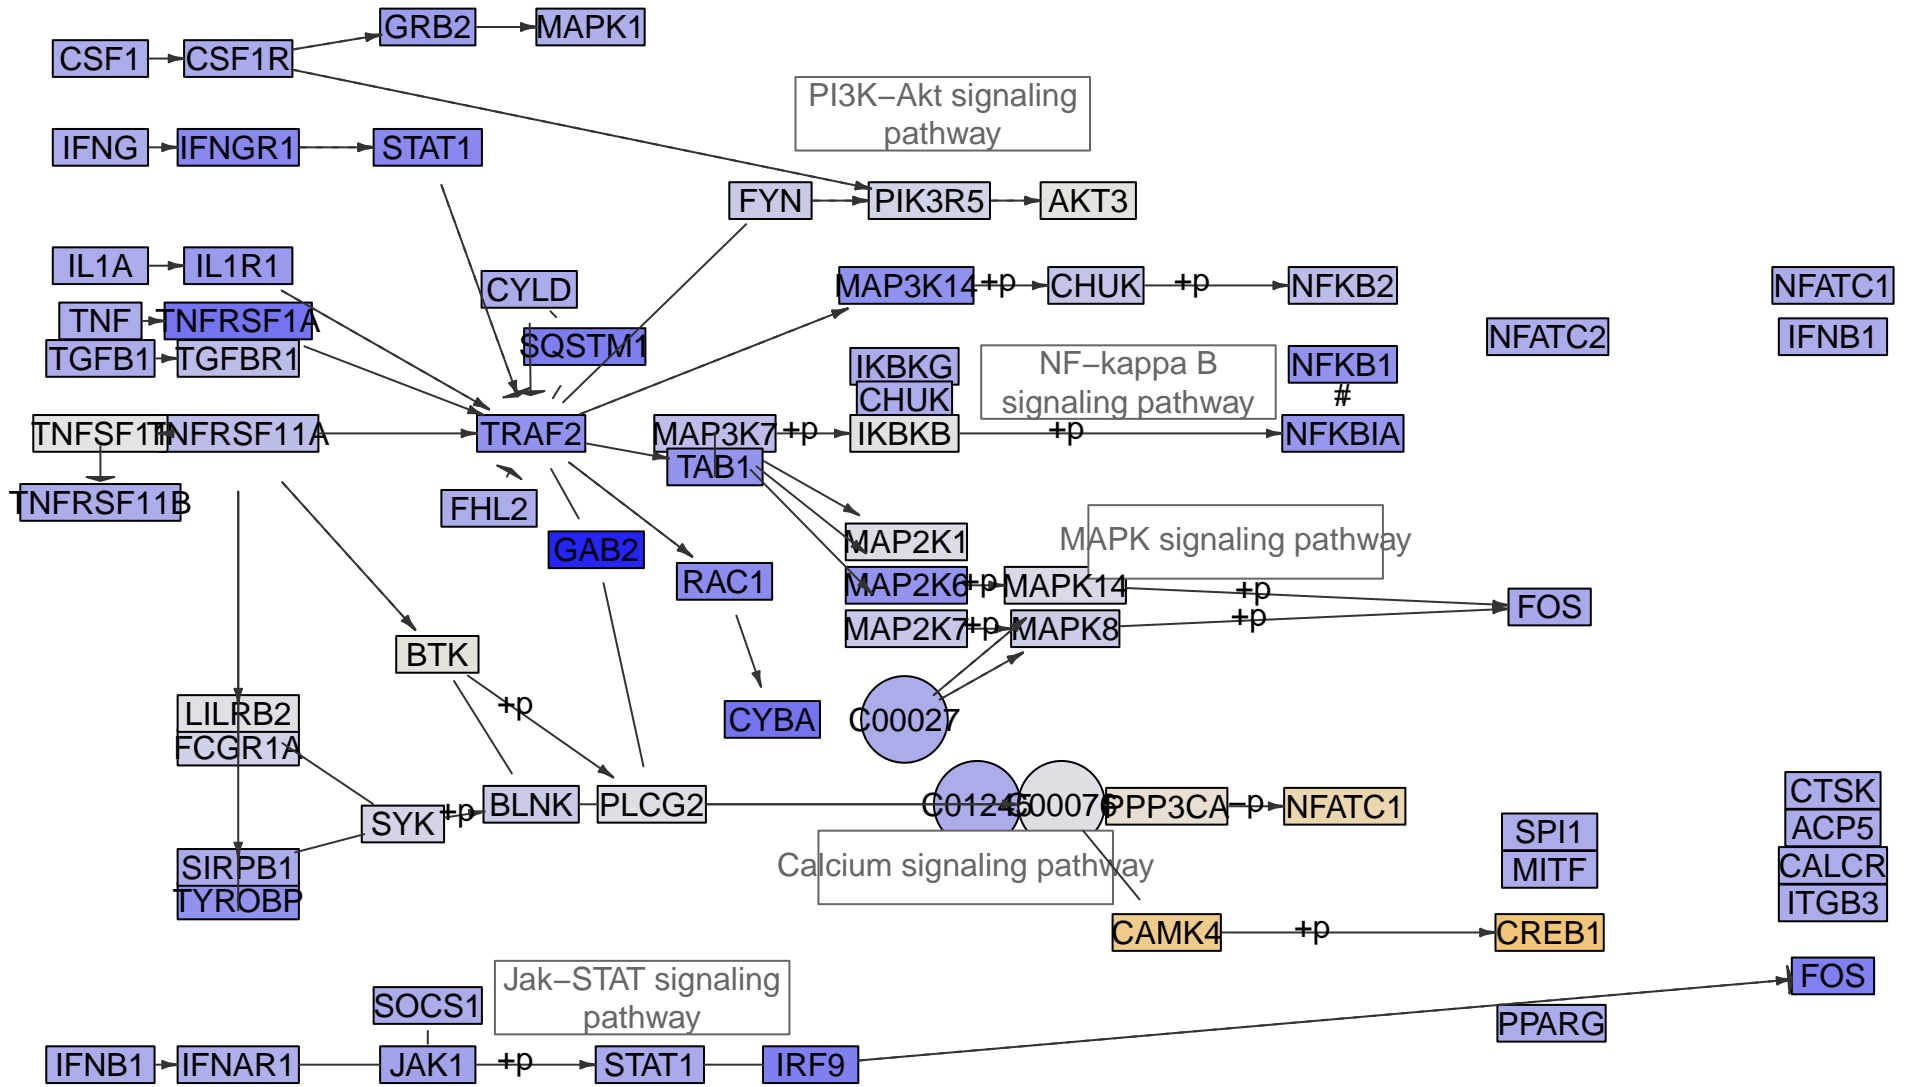 GRB2
MAPK1
CSF1
CSF1R
PI3K–Akt signaling
pathway
IFNG
IFNGR1
STAT1
FYN
PIK3R5
AKT3
IL1A
IL1R1
CYLD
MAP3K14
+p
CHUK
+p
NFKB2
NFATC1
TNF
TNFRSF1A
SQSTM1
NFATC2
IFNB1
TGFB1
TGFBR1
IKBKG
NF–kappa B
signaling pathway
NFKB1
#
CHUK
TNFSF11
TNFRSF11A
TRAF2
MAP3K7
+p
IKBKB
+p
NFKBIA
TAB1
TNFRSF11B
FHL2
GAB2
MAP2K1
MAPK signaling pathway
RAC1
MAP2K6
+p
MAPK14
+p
FOS
MAP2K7
+p
MAPK8
+p
BTK
+p
LILRB2
FCGR1A
CYBA
C00027
SYK
+p
BLNK
PLCG2
C01245
C00076
PPP3CA
–p
NFATC1
CTSK
SPI1
ACP5
SIRPB1
Calcium signaling pathway
MITF
CALCR
TYROBP
ITGB3
CAMK4
+p
CREB1
Jak–STAT signaling
pathway
FOS
SOCS1
PPARG
IFNB1
IFNAR1
JAK1
+p
STAT1
IRF9